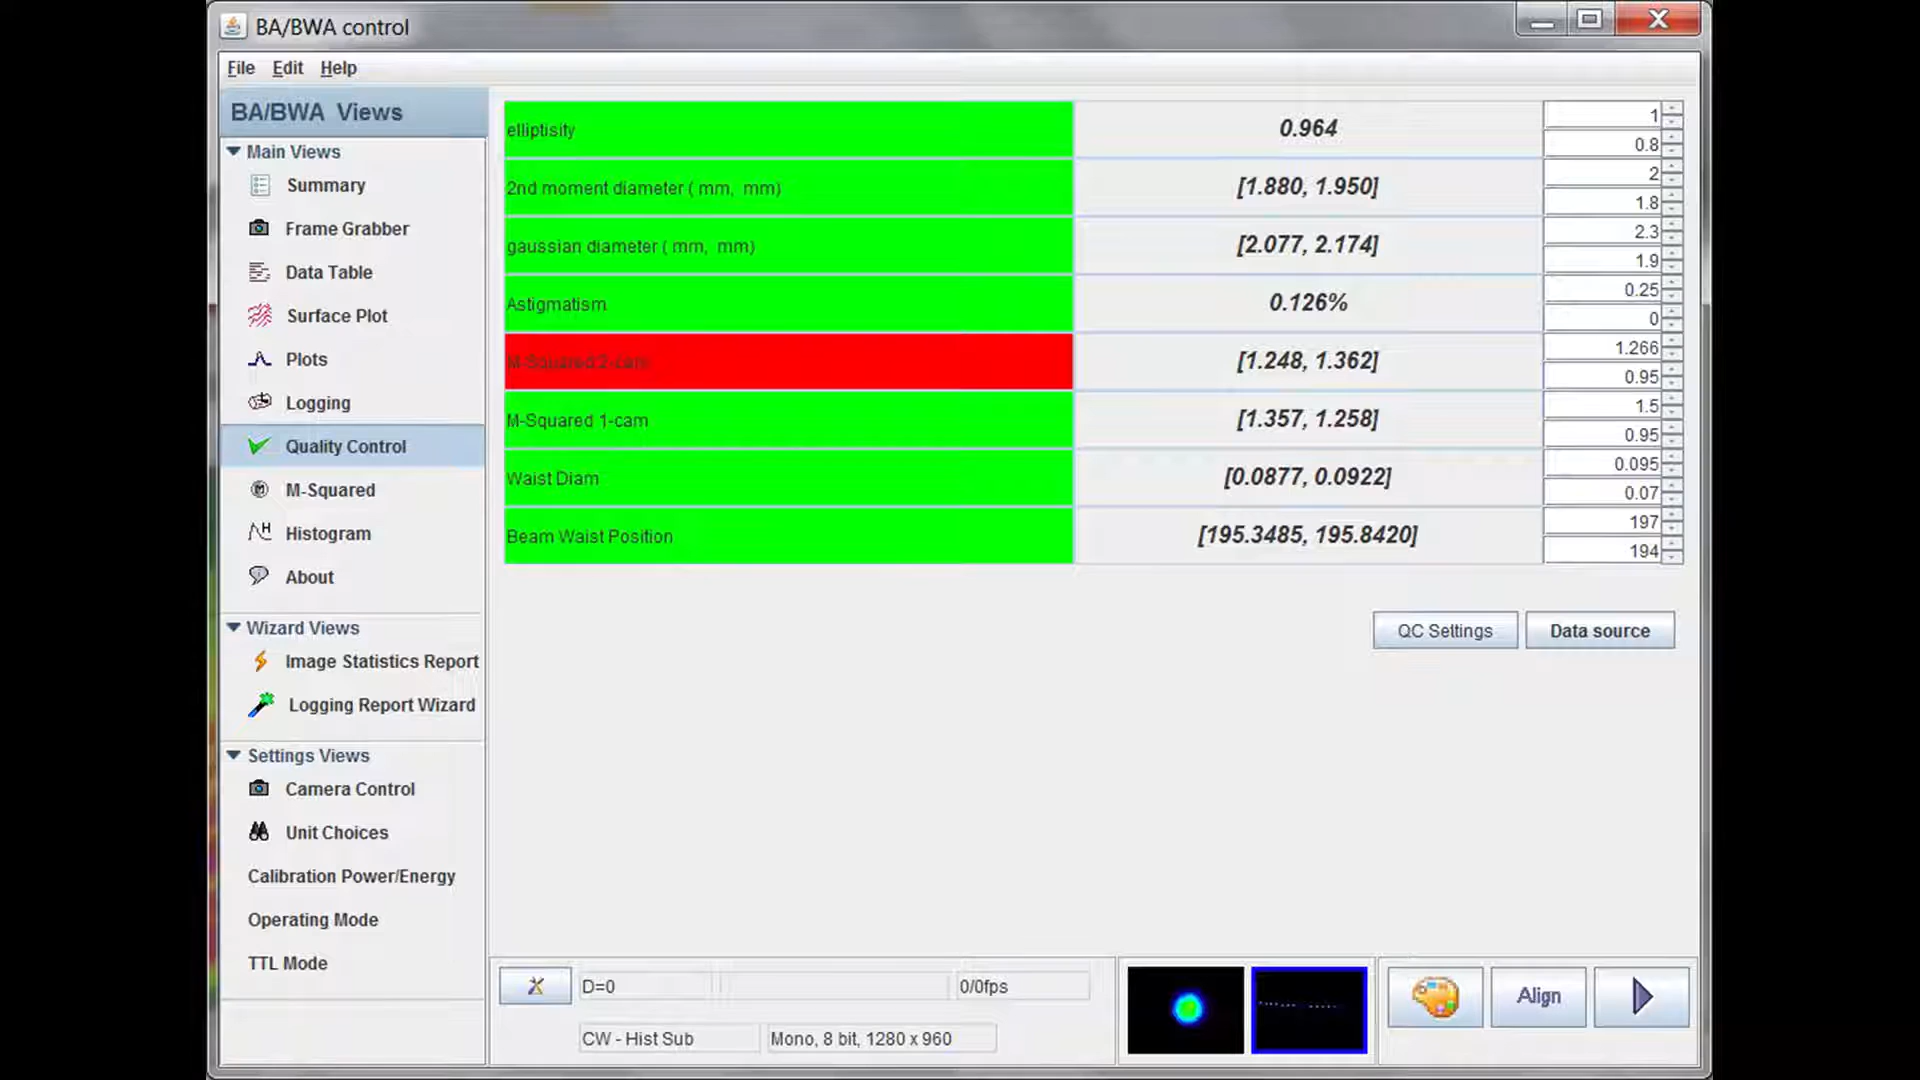 BA/BWA control
File Edit Help
BA/BWA Views
Main Views
Summary
Frame Grabber
Data Table
Surface Plot
Plots
Logging
Quality Control
M-Squared
Histogram
About
Wizard Views
Image Statistics Report
Logging Report Wizard
Settings Views
Camera Control
Unit Choices
Calibration Power/Energy
Operating Mode
TTL Mode
elliptisity 0.964 1
0.8
2nd moment diameter ( mm, mm) [1.880, 1.950] 2
1.8
gaussian diameter ( mm, mm) [2.077, 2.174] 2.3
1.9
Astigmatism 0.126% 0.25
0
M-Squared 2-cam [1.248, 1.362] 1.266
0.95
M-Squared 1-cam [1.357, 1.258] 1.5
0.95
Waist Diam [0.0877, 0.0922] 0.095
0.07
Beam Waist Position [195.3485, 195.8420] 197
194
QC Settings Data source
D=0 0/0fps
CW - Hist Sub Mono, 8 bit, 1280 x 960
Align